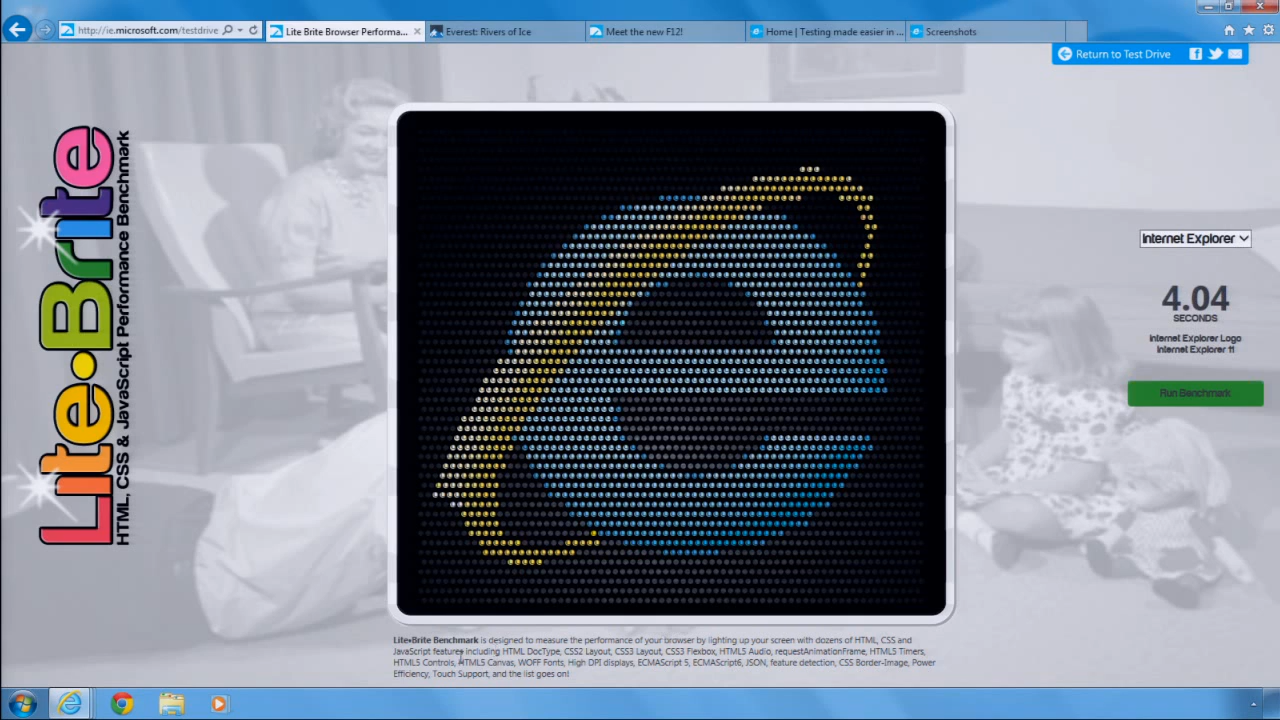 http://ie.microsoft.com/testdrive
Lite Brite Browser Performa...
Everest: Rivers of Ice
Meet the new F12!
Home | Testing made easier in ...
Screenshots
Return to Test Drive
Lite•Brite
HTML, CSS & JavaScript Performance Benchmark
Internet Explorer
4.04
SECONDS
Internet Explorer Logo
Internet Explorer 11
Run Benchmark
Lite•Brite Benchmark is designed to measure the performance of your browser by lighting up your screen with dozens of HTML, CSS and
JavaScript features including HTML DocType, CSS2 Layout, CSS3 Layout, CSS3 Flexbox, HTML5 Audio, requestAnimationFrame, HTML5 Timers,
HTML5 Controls, HTML5 Canvas, WOFF Fonts, High DPI displays, ECMAScript 5, ECMAScript6, JSON, feature detection, CSS Border-Image, Power
Efficiency, Touch Support, and the list goes on!